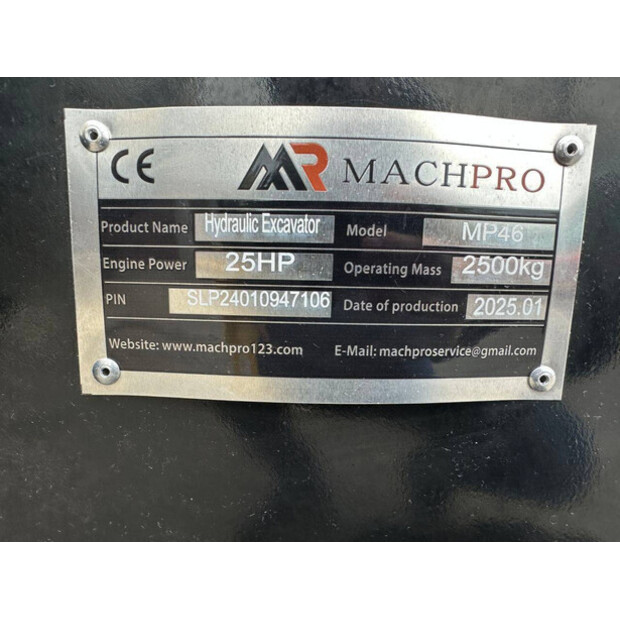 CE MR MACHPRO
Product Name Hydraulic Excavator Model MP46
Engine Power 25HP Operating Mass 2500kg
PIN SLP24010947106 Date of production 2025.01
Website: www.machpro123.com E-Mail: machproservice@gmail.com